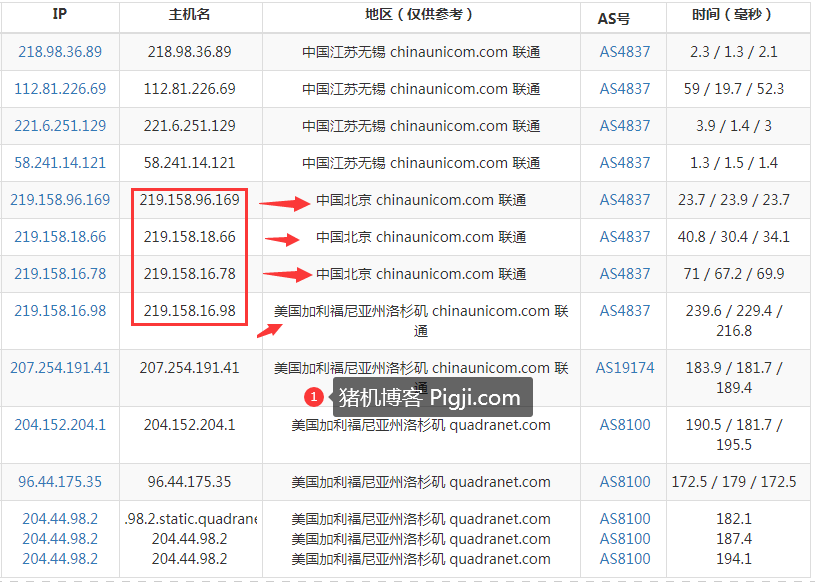 IP 主机名 地区（仅供参考） AS号 时间（毫秒）
218.98.36.89 218.98.36.89 中国江苏无锡 chinaunicom.com 联通 AS4837 2.3 / 1.3 / 2.1
112.81.226.69 112.81.226.69 中国江苏无锡 chinaunicom.com 联通 AS4837 59 / 19.7 / 52.3
221.6.251.129 221.6.251.129 中国江苏无锡 chinaunicom.com 联通 AS4837 3.9 / 1.4 / 3
58.241.14.121 58.241.14.121 中国江苏无锡 chinaunicom.com 联通 AS4837 1.3 / 1.5 / 1.4
219.158.96.169 219.158.96.169 中国北京 chinaunicom.com 联通 AS4837 23.7 / 23.9 / 23.7
219.158.18.66 219.158.18.66 中国北京 chinaunicom.com 联通 AS4837 40.8 / 30.4 / 34.1
219.158.16.78 219.158.16.78 中国北京 chinaunicom.com 联通 AS4837 71 / 67.2 / 69.9
219.158.16.98 219.158.16.98 美国加利福尼亚州洛杉矶 chinaunicom.com 联 AS4837 239.6 / 229.4 /
通 216.8
207.254.191.41 207.254.191.41 美国加利福尼亚州洛杉矶 chinaunicom.com 联 AS19174 183.9 / 181.7 /
通 189.4
1 猪机博客 Pigji.com
204.152.204.1 204.152.204.1 美国加利福尼亚州洛杉矶 quadranet.com AS8100 190.5 / 181.7 /
195.5
96.44.175.35 96.44.175.35 美国加利福尼亚州洛杉矶 quadranet.com AS8100 172.5 / 179 / 172.5
204.44.98.2 .98.2.static.quadrane 美国加利福尼亚州洛杉矶 quadranet.com AS8100 182.1
204.44.98.2 204.44.98.2 美国加利福尼亚州洛杉矶 quadranet.com AS8100 187.4
204.44.98.2 204.44.98.2 美国加利福尼亚州洛杉矶 quadranet.com AS8100 194.1